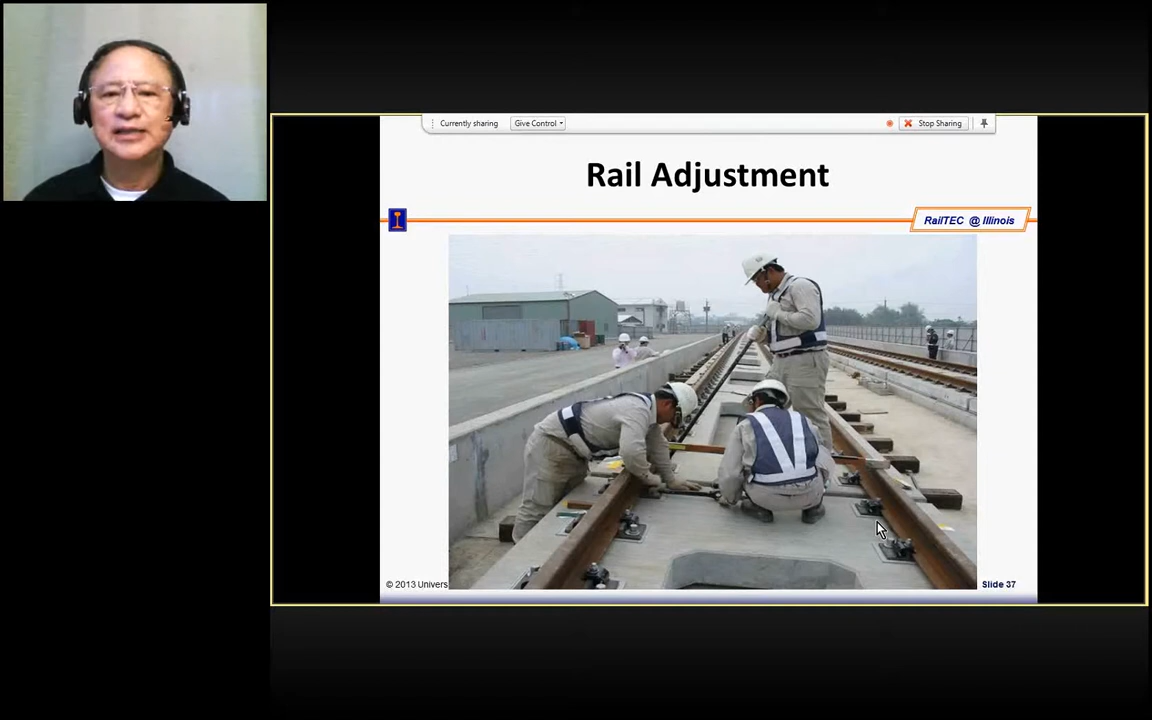 Currently sharing
Give Control
Stop Sharing
Rail Adjustment
RailTEC @ Illinois
© 2013 Univers
Slide 37